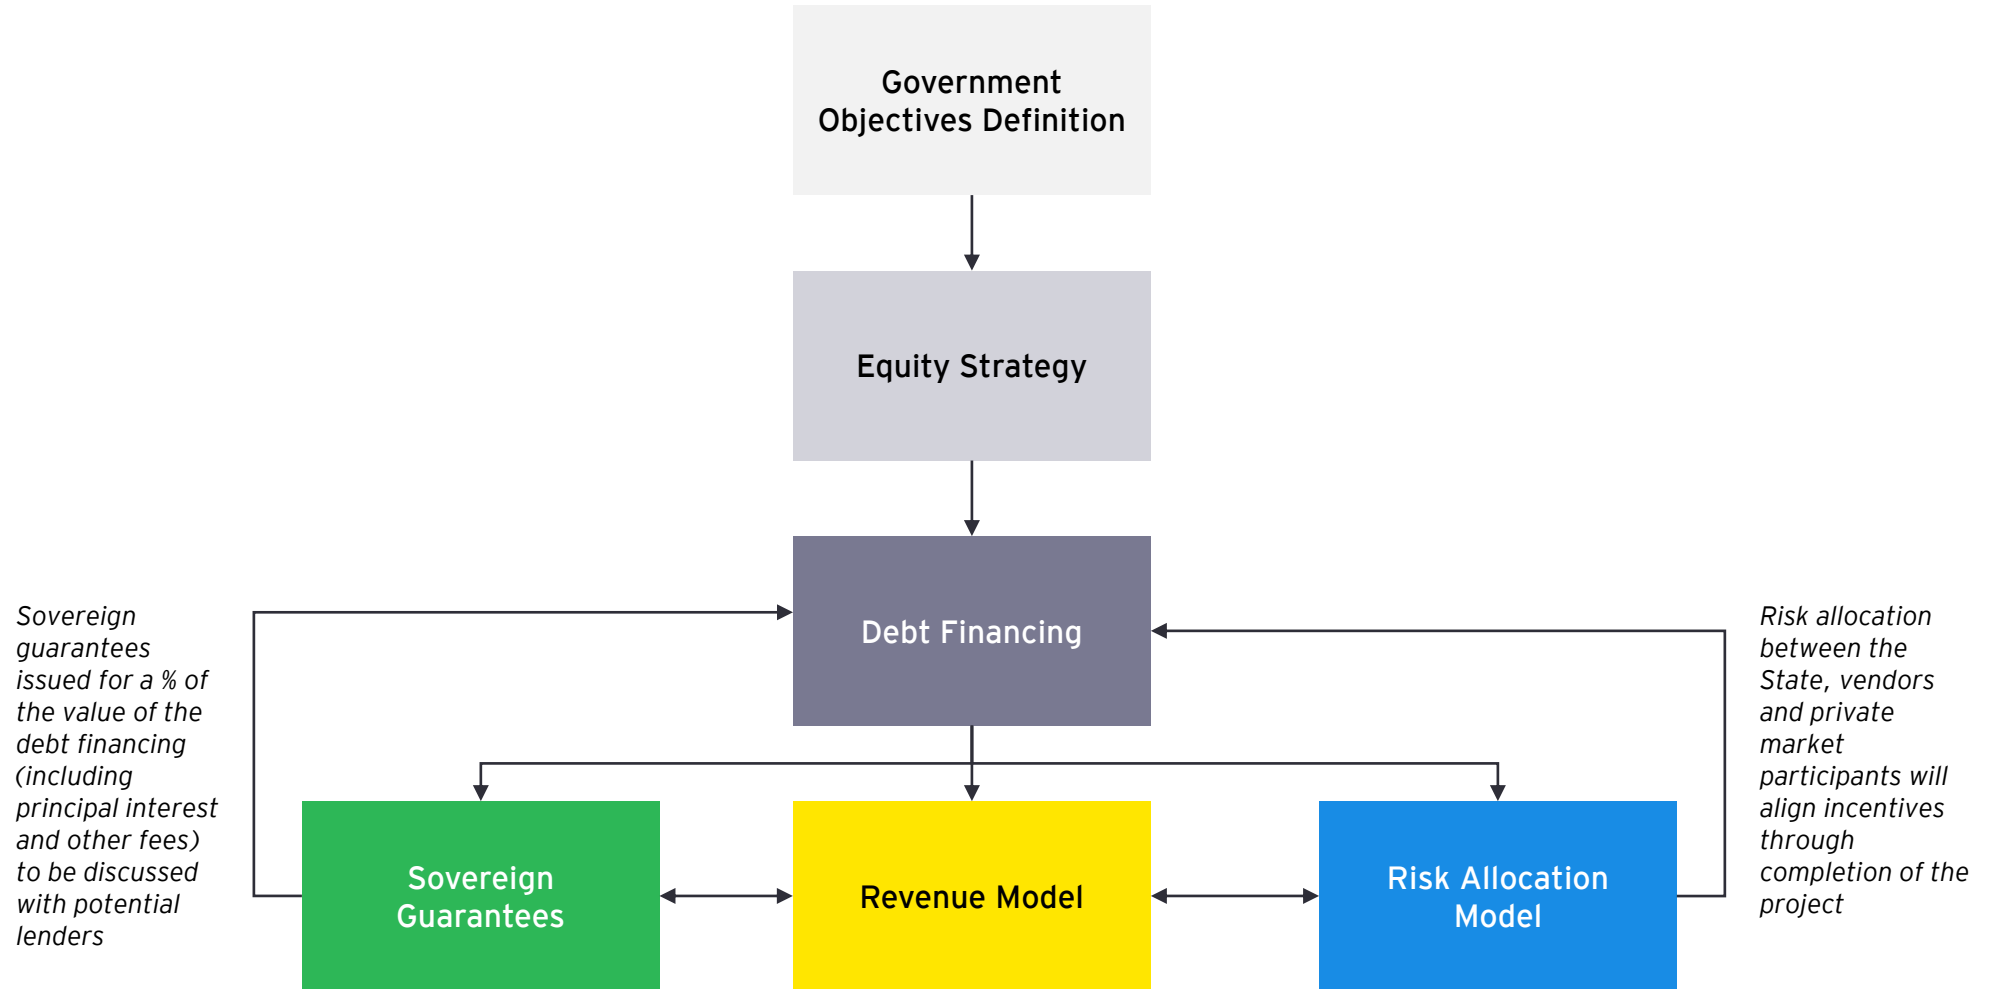 Government
Objectives Definition
Equity Strategy
Debt Financing
Sovereign
guarantees
issued for a % of
the value of the
debt financing
(including
principal interest
and other fees)
to be discussed
with potential
lenders
Risk allocation
between the
State, vendors
and private
market
participants will
align incentives
through
completion of the
project
Sovereign
Guarantees
Revenue Model
Risk Allocation
Model